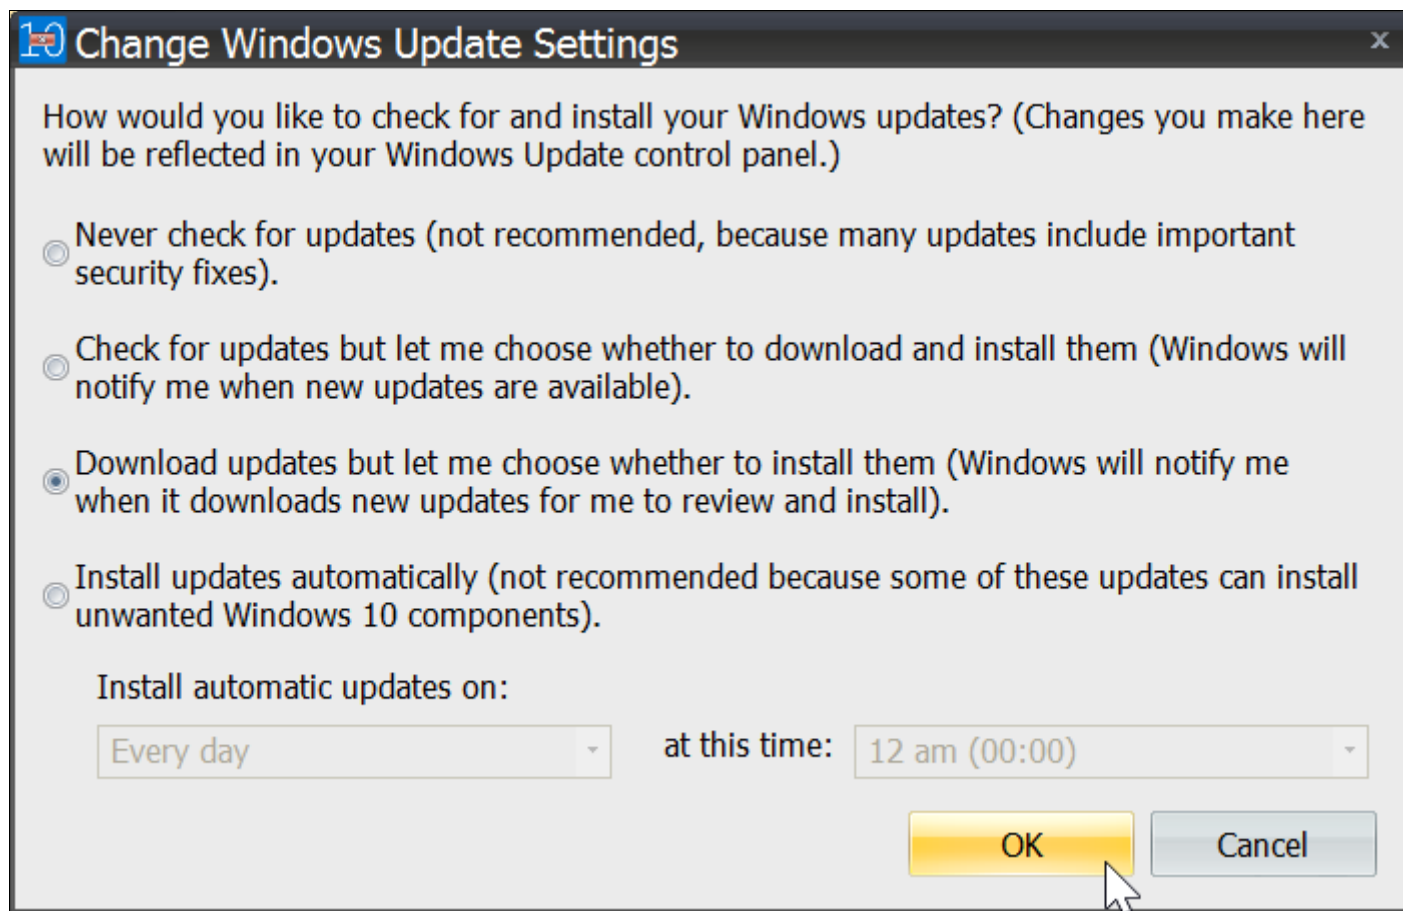 10 Change Windows Update Settings x
How would you like to check for and install your Windows updates? (Changes you make here
will be reflected in your Windows Update control panel.)
Never check for updates (not recommended, because many updates include important
security fixes).
Check for updates but let me choose whether to download and install them (Windows will
notify me when new updates are available).
Download updates but let me choose whether to install them (Windows will notify me
when it downloads new updates for me to review and install).
Install updates automatically (not recommended because some of these updates can install
unwanted Windows 10 components).
Install automatic updates on:
Every day at this time: 12 am (00:00)
OK Cancel